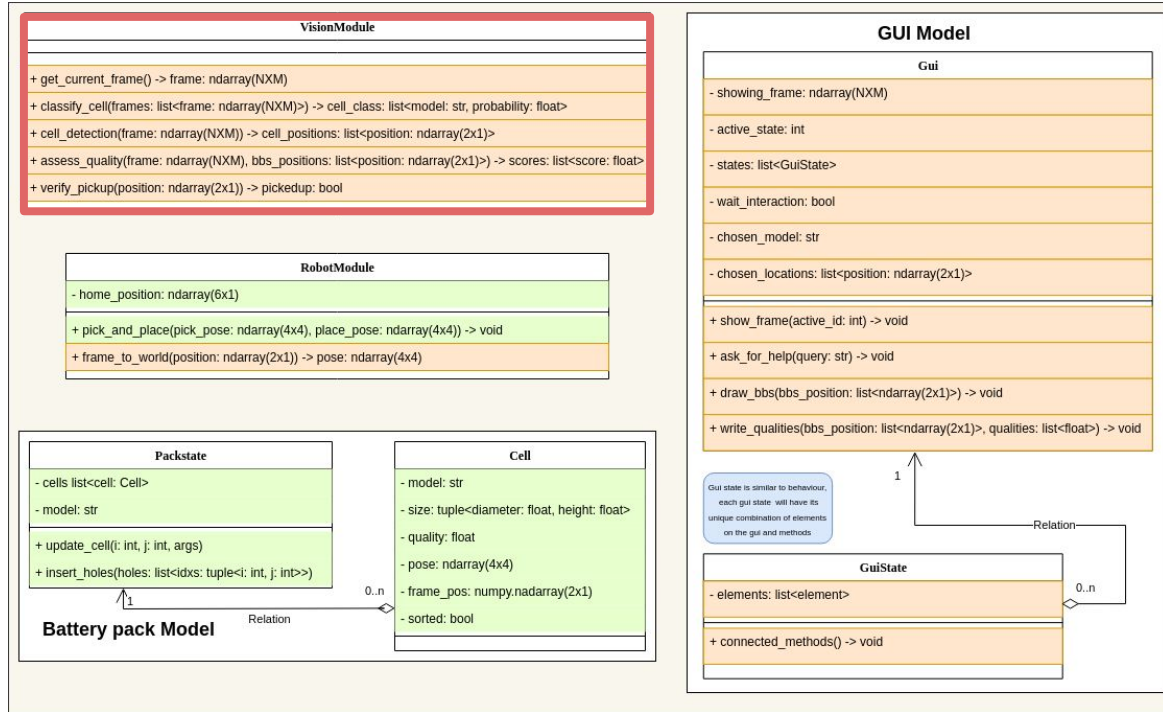 VisionModule
+ get_current_frame() -> frame: ndarray(NXM)
+ classify_cell(frames: list<frame: ndarray(NXM)>) -> cell_class: list<model: str, probability: float>
+ cell_detection(frame: ndarray(NXM)) -> cell_positions: list<position: ndarray(2x1)>
+ assess_quality(frame: ndarray(NXM), bbs_positions: list<position: ndarray(2x1)>) -> scores: list<score: float>
+ verify_pickup(position: ndarray(2x1)) -> pickedup: bool
RobotModule
- home_position: ndarray(6x1)
+ pick_and_place(pick_pose: ndarray(4x4), place_pose: ndarray(4x4)) -> void
+ frame_to_world(position: ndarray(2x1)) -> pose: ndarray(4x4)
Packstate
- cells list<cell: Cell>
- model: str
+ update_cell(i: int, j: int, args)
+ insert_holes(holes: list<idxs: tuple<i: int, j: int>>)
Cell
- model: str
- size: tuple<diameter: float, height: float>
- quality: float
- pose: ndarray(4x4)
- frame_pos: numpy.nadarray(2x1)
- sorted: bool
1
0..n
Relation
Battery pack Model
GUI Model
Gui
- showing_frame: ndarray(NXM)
- active_state: int
- states: list<GuiState>
- wait_interaction: bool
- chosen_model: str
- chosen_locations: list<position: ndarray(2x1)>
+ show_frame(active_id: int) -> void
+ ask_for_help(query: str) -> void
+ draw_bbs(bbs_position: list<ndarray(2x1)>) -> void
+ write_qualities(bbs_position: list<ndarray(2x1)>, qualities: list<float>) -> void
1
Relation
0..n
Gui state is similar to behaviour,
each gui state will have its
unique combination of elements
on the gui and methods
GuiState
- elements: list<element>
+ connected_methods() -> void